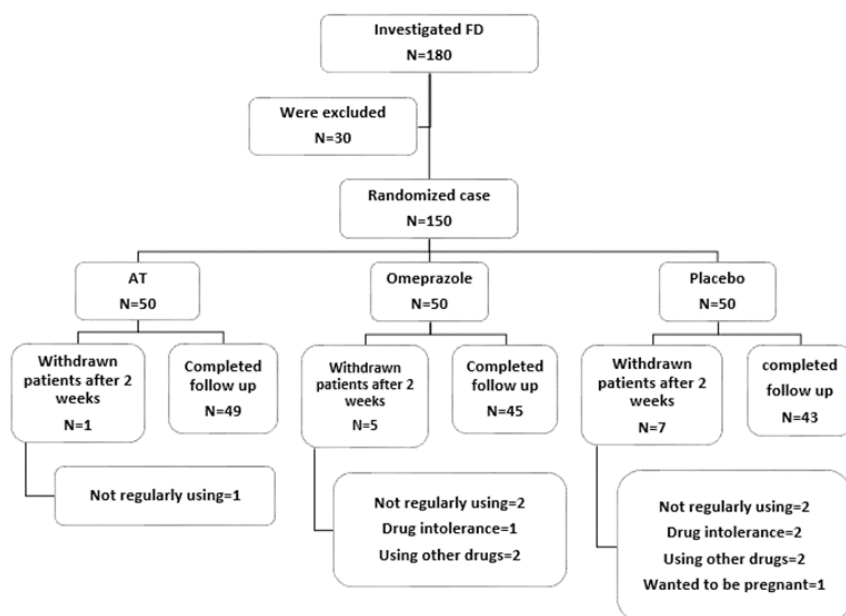 Investigated FD
N=180
Were excluded
N=30
Randomized case
N=150
AT
N=50
Omeprazole
N=50
Placebo
N=50
Withdrawn
patients after 2
weeks
N=1
Completed
follow up
N=49
Withdrawn
patients after 2
weeks
N=5
Completed
follow up
N=45
Withdrawn
patients after 2
weeks
N=7
completed
follow up
N=43
Not regularly using=1
Not regularly using=2
Drug intolerance=1
Using other drugs=2
Not regularly using=2
Drug intolerance=2
Using other drugs=2
Wanted to be pregnant=1